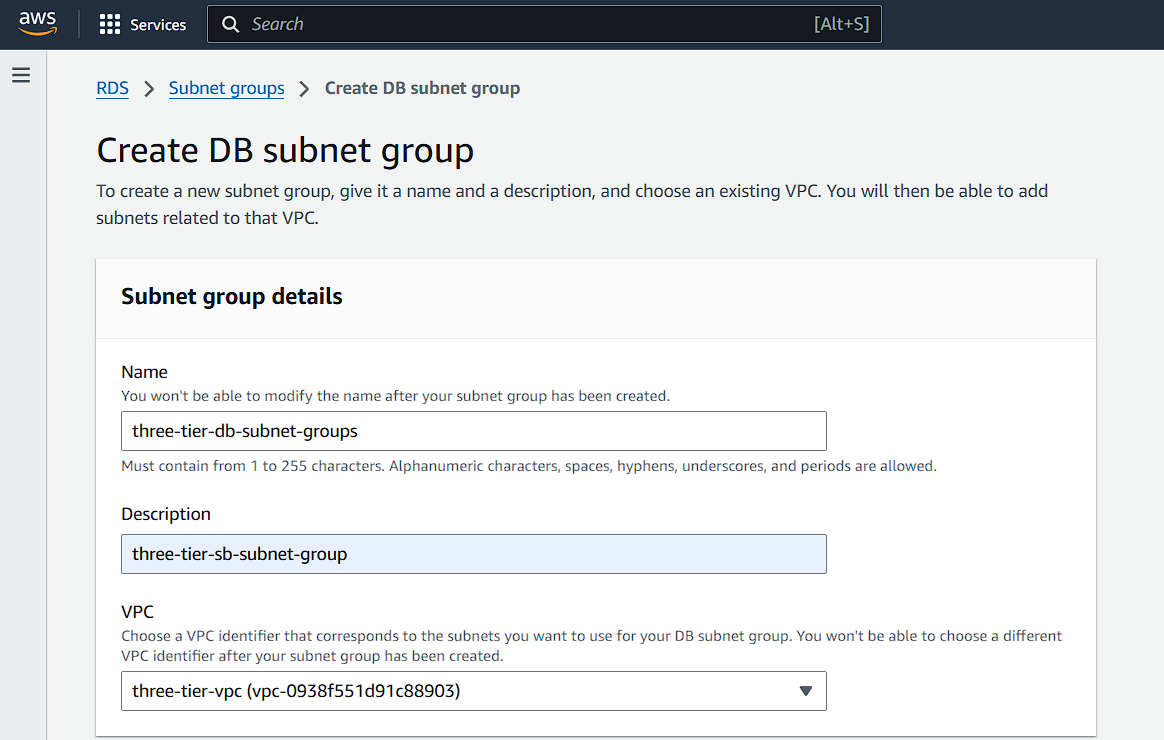 aws Services Search [Alt+S]
RDS > Subnet groups > Create DB subnet group
Create DB subnet group
To create a new subnet group, give it a name and a description, and choose an existing VPC. You will then be able to add
subnets related to that VPC.
Subnet group details
Name
You won't be able to modify the name after your subnet group has been created.
three-tier-db-subnet-groups
Must contain from 1 to 255 characters. Alphanumeric characters, spaces, hyphens, underscores, and periods are allowed.
Description
three-tier-sb-subnet-group
VPC
Choose a VPC identifier that corresponds to the subnets you want to use for your DB subnet group. You won't be able to choose a different
VPC identifier after your subnet group has been created.
three-tier-vpc (vpc-0938f551d91c88903)